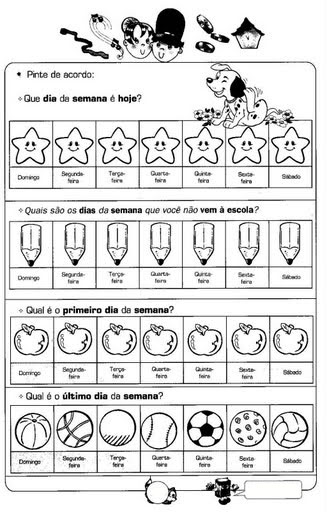 Pinte de acordo:
Que dia da semana é hoje?
Domingo Segunda-feira Terça-feira Quarta-feira Quinta-feira Sexta-feira Sábado
Quais são os dias da semana que você não vem à escola?
Domingo Segunda-feira Terça-feira Quarta-feira Quinta-feira Sexta-feira Sábado
Qual é o primeiro dia da semana?
Domingo Segunda-feira Terça-feira Quarta-feira Quinta-feira Sexta-feira Sábado
Qual é o último dia da semana?
Domingo Segunda-feira Terça-feira Quarta-feira Quinta-feira Sexta-feira Sábado